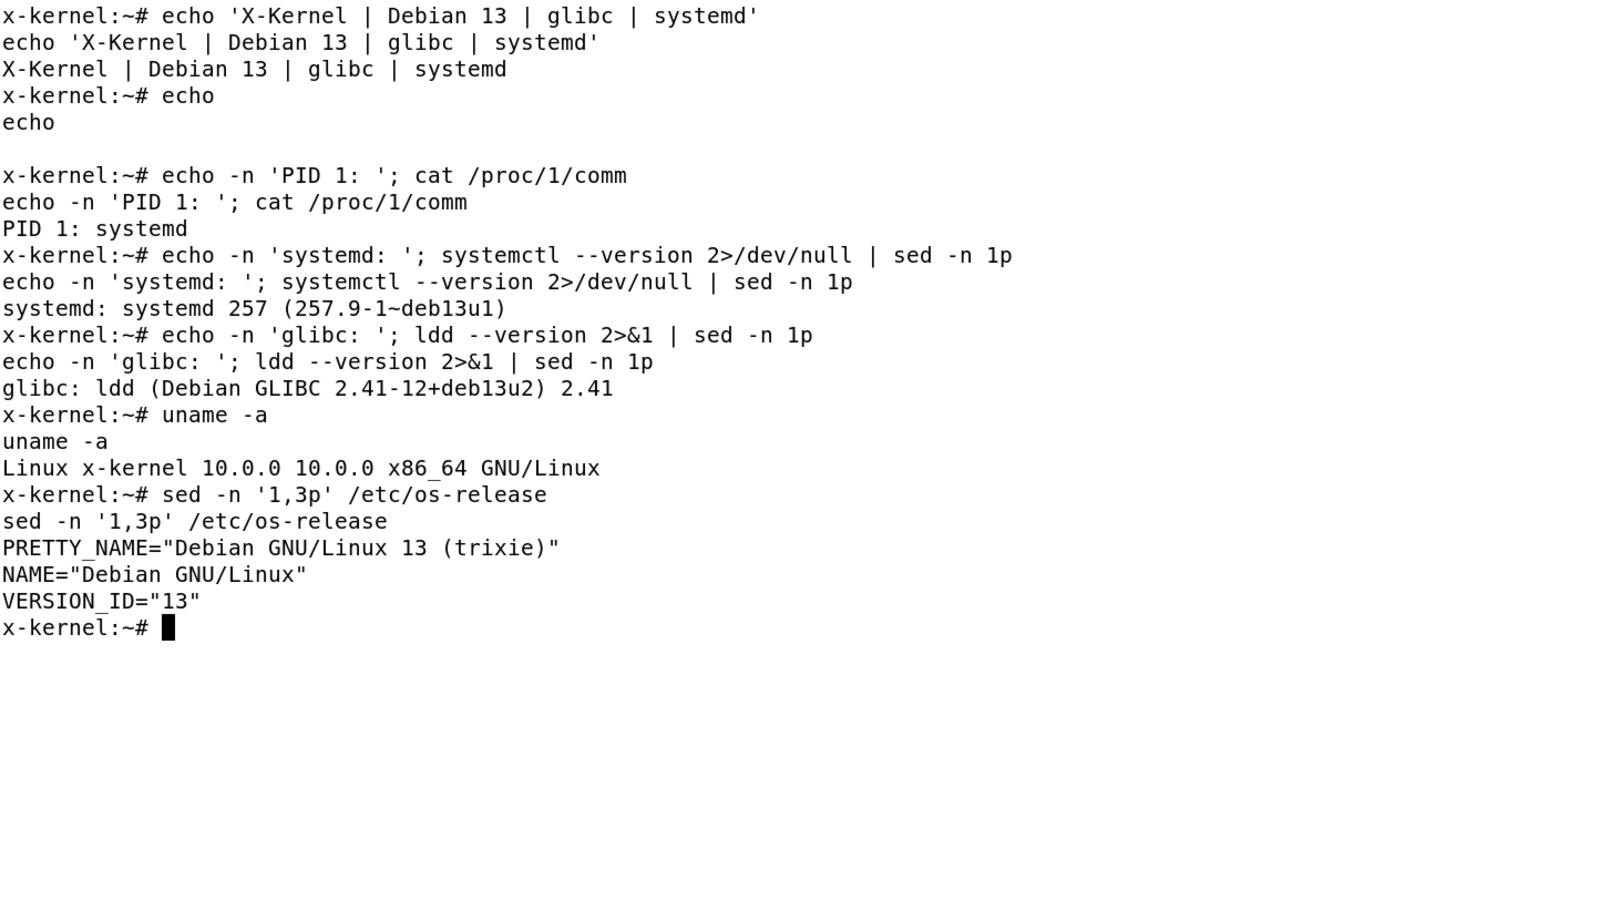 x-kernel:~# echo 'X-Kernel | Debian 13 | glibc | systemd'
echo 'X-Kernel | Debian 13 | glibc | systemd'
X-Kernel | Debian 13 | glibc | systemd
x-kernel:~# echo
echo

x-kernel:~# echo -n 'PID 1: '; cat /proc/1/comm
echo -n 'PID 1: '; cat /proc/1/comm
PID 1: systemd
x-kernel:~# echo -n 'systemd: '; systemctl --version 2>/dev/null | sed -n 1p
echo -n 'systemd: '; systemctl --version 2>/dev/null | sed -n 1p
systemd: systemd 257 (257.9-1~deb13u1)
x-kernel:~# echo -n 'glibc: '; ldd --version 2>&1 | sed -n 1p
echo -n 'glibc: '; ldd --version 2>&1 | sed -n 1p
glibc: ldd (Debian GLIBC 2.41-12+deb13u2) 2.41
x-kernel:~# uname -a
uname -a
Linux x-kernel 10.0.0 10.0.0 x86_64 GNU/Linux
x-kernel:~# sed -n '1,3p' /etc/os-release
sed -n '1,3p' /etc/os-release
PRETTY_NAME="Debian GNU/Linux 13 (trixie)"
NAME="Debian GNU/Linux"
VERSION_ID="13"
x-kernel:~#